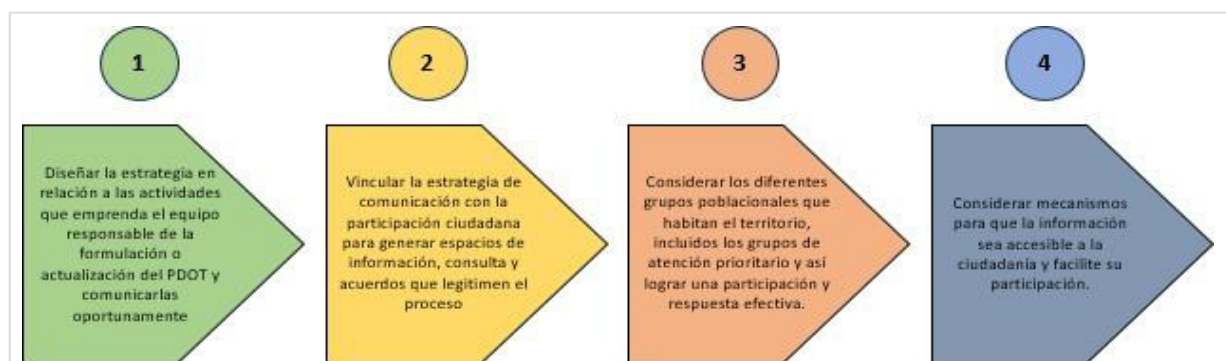 1
Diseñar la estrategia en
relación a las actividades
que emprenda el equipo
responsable de la
formulación o
actualización del PDOT y
comunicarlas
oportunamente
2
Vincular la estrategia de
comunicación con la
participación ciudadana
para generar espacios de
información, consulta y
acuerdos que legitimen el
proceso
3
Considerar los diferentes
grupos poblacionales que
habitan el territorio,
incluidos los grupos de
atención prioritario y así
lograr una participación y
respuesta efectiva.
4
Considerar mecanismos
para que la información
sea accesible a la
ciudadanía y facilite su
participación.